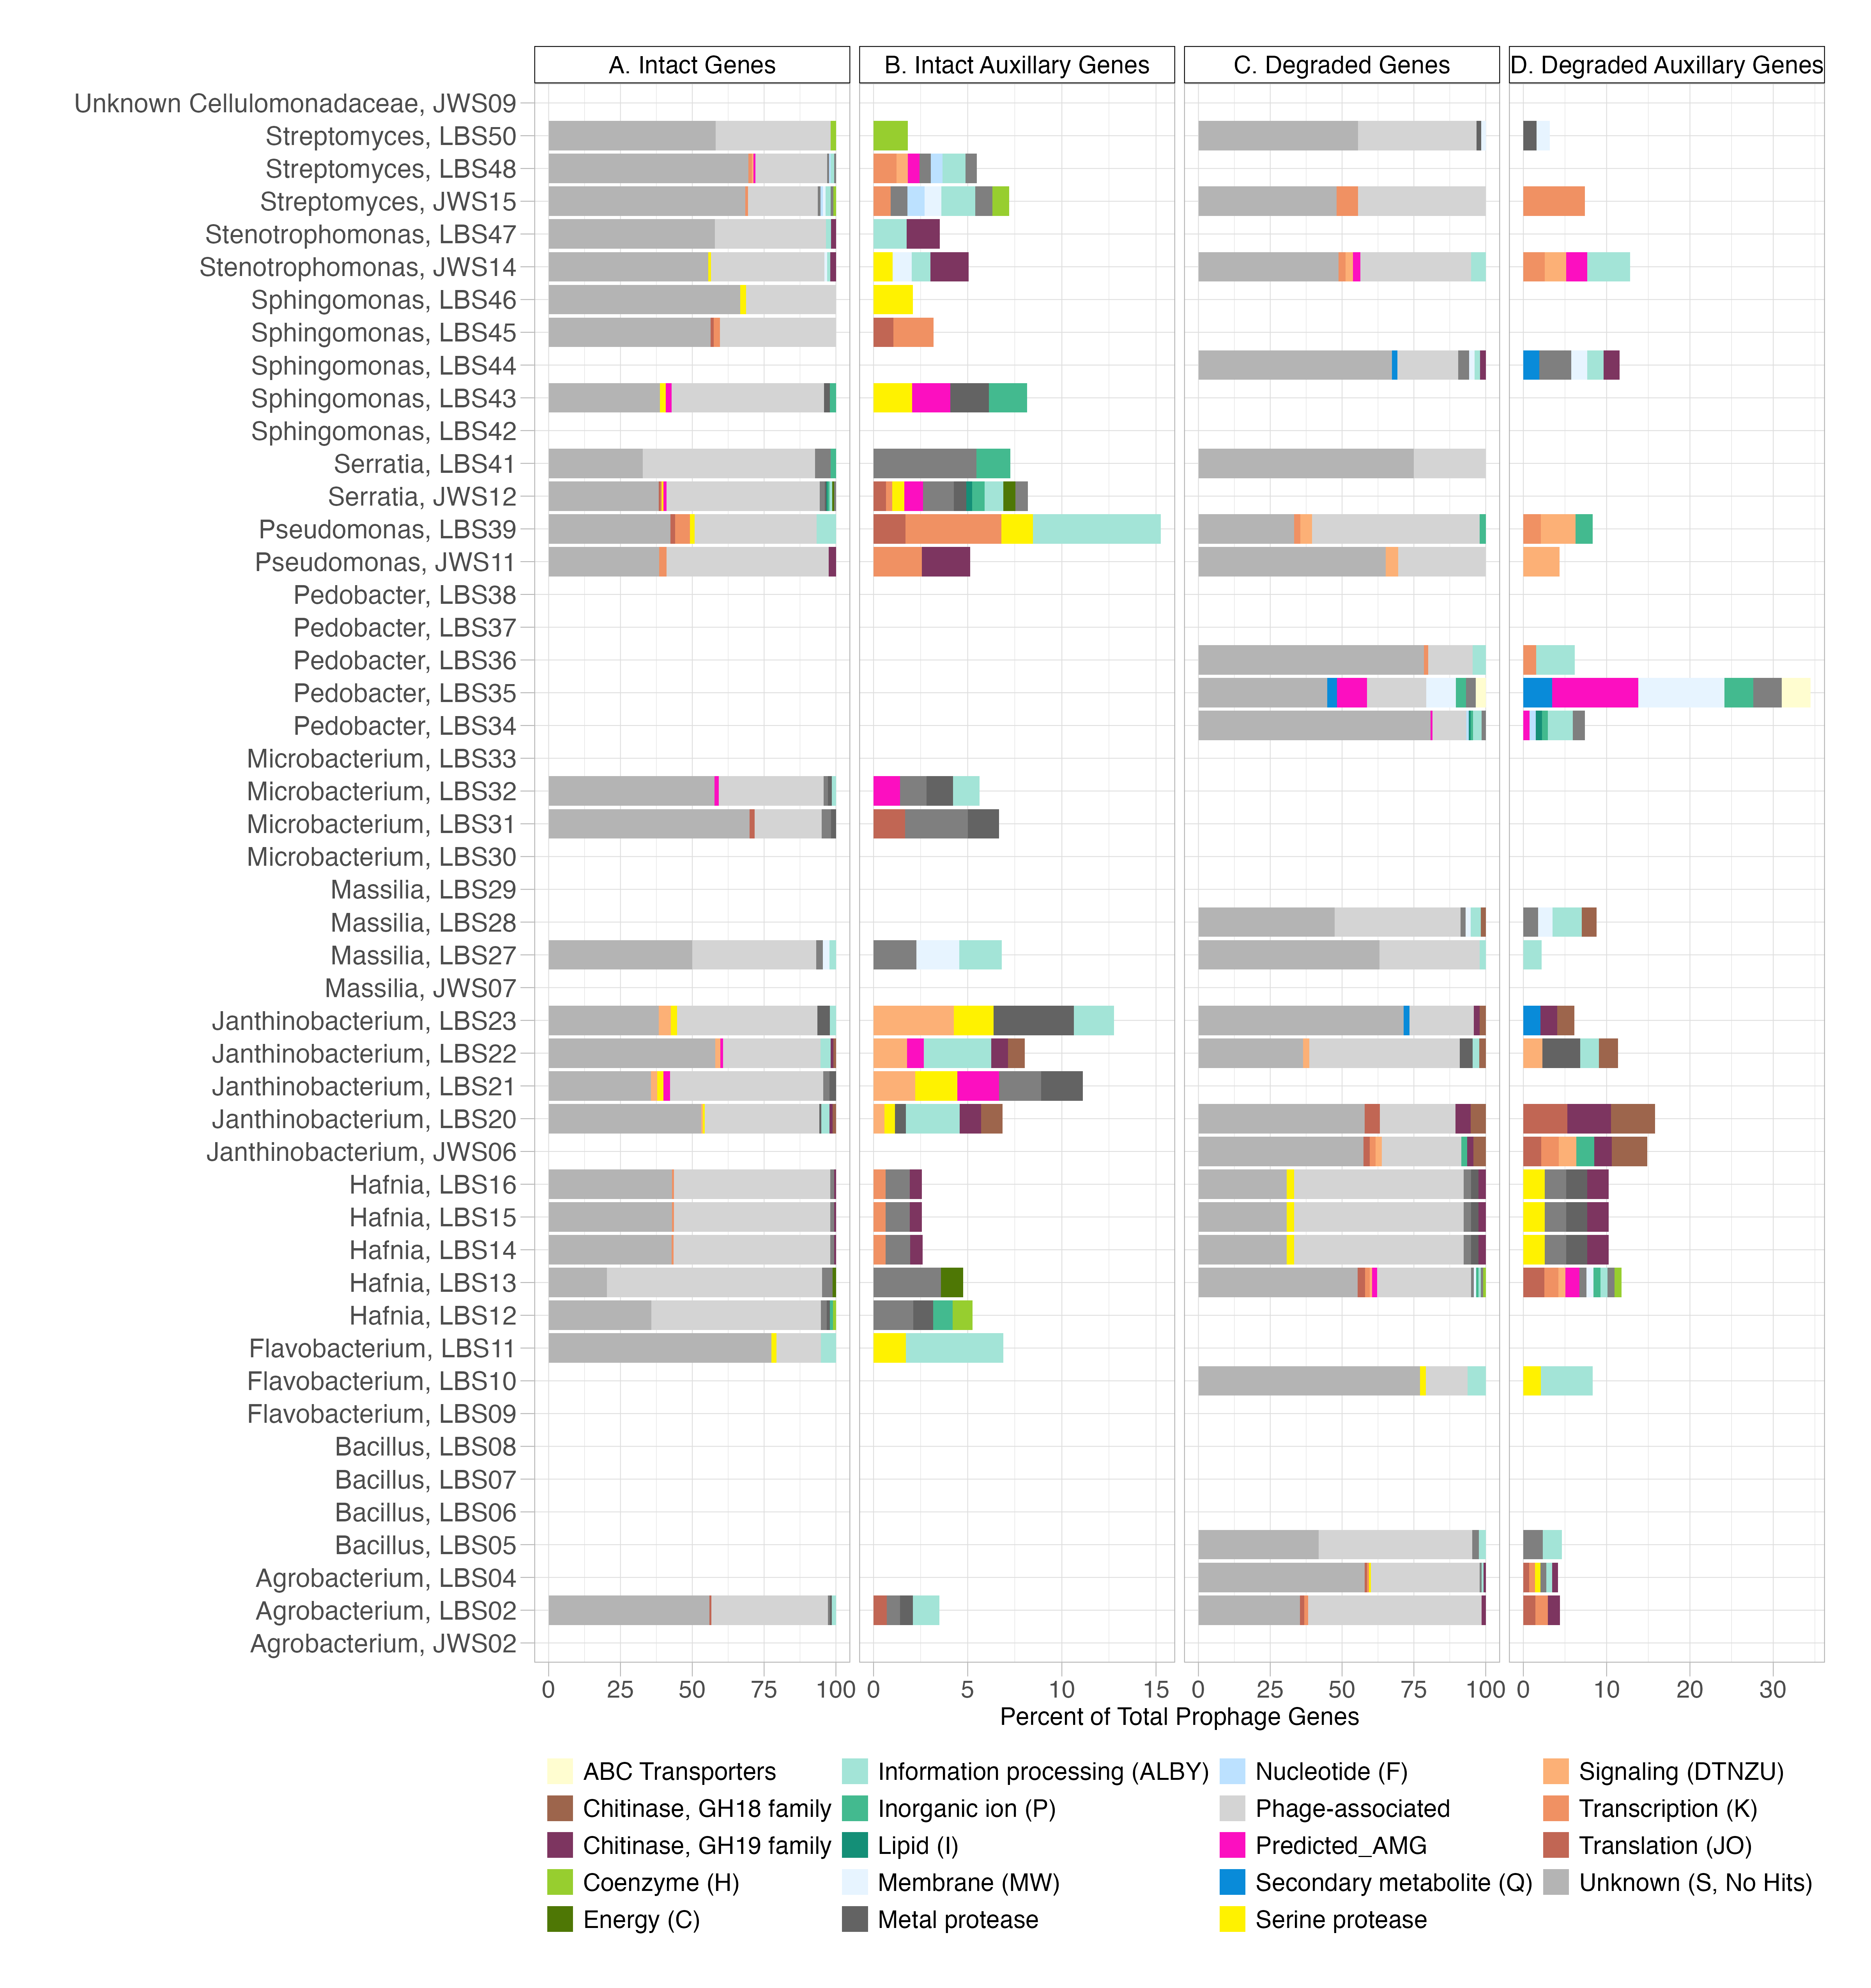 A. Intact Genes B. Intact Auxillary Genes C. Degraded Genes D. Degraded Auxillary Genes
Unknown Cellulomonadaceae, JWS09
Streptomyces, LBS50
Streptomyces, LBS48
Streptomyces, JWS15
Stenotrophomonas, LBS47
Stenotrophomonas, JWS14
Sphingomonas, LBS46
Sphingomonas, LBS45
Sphingomonas, LBS44
Sphingomonas, LBS43
Sphingomonas, LBS42
Serratia, LBS41
Serratia, JWS12
Pseudomonas, LBS39
Pseudomonas, JWS11
Pedobacter, LBS38
Pedobacter, LBS37
Pedobacter, LBS36
Pedobacter, LBS35
Pedobacter, LBS34
Microbacterium, LBS33
Microbacterium, LBS32
Microbacterium, LBS31
Microbacterium, LBS30
Massilia, LBS29
Massilia, LBS28
Massilia, LBS27
Massilia, JWS07
Janthinobacterium, LBS23
Janthinobacterium, LBS22
Janthinobacterium, LBS21
Janthinobacterium, LBS20
Janthinobacterium, JWS06
Hafnia, LBS16
Hafnia, LBS15
Hafnia, LBS14
Hafnia, LBS13
Hafnia, LBS12
Flavobacterium, LBS11
Flavobacterium, LBS10
Flavobacterium, LBS09
Bacillus, LBS08
Bacillus, LBS07
Bacillus, LBS06
Bacillus, LBS05
Agrobacterium, LBS04
Agrobacterium, LBS02
Agrobacterium, JWS02
0 25 50 75 100 0 5 10 15 0 25 50 75 100 0 10 20 30
Percent of Total Prophage Genes
ABC Transporters Information processing (ALBY) Nucleotide (F) Signaling (DTNZU)
Chitinase, GH18 family Inorganic ion (P) Phage-associated Transcription (K)
Chitinase, GH19 family Lipid (I) Predicted_AMG Translation (JO)
Coenzyme (H) Membrane (MW) Secondary metabolite (Q) Unknown (S, No Hits)
Energy (C) Metal protease Serine protease